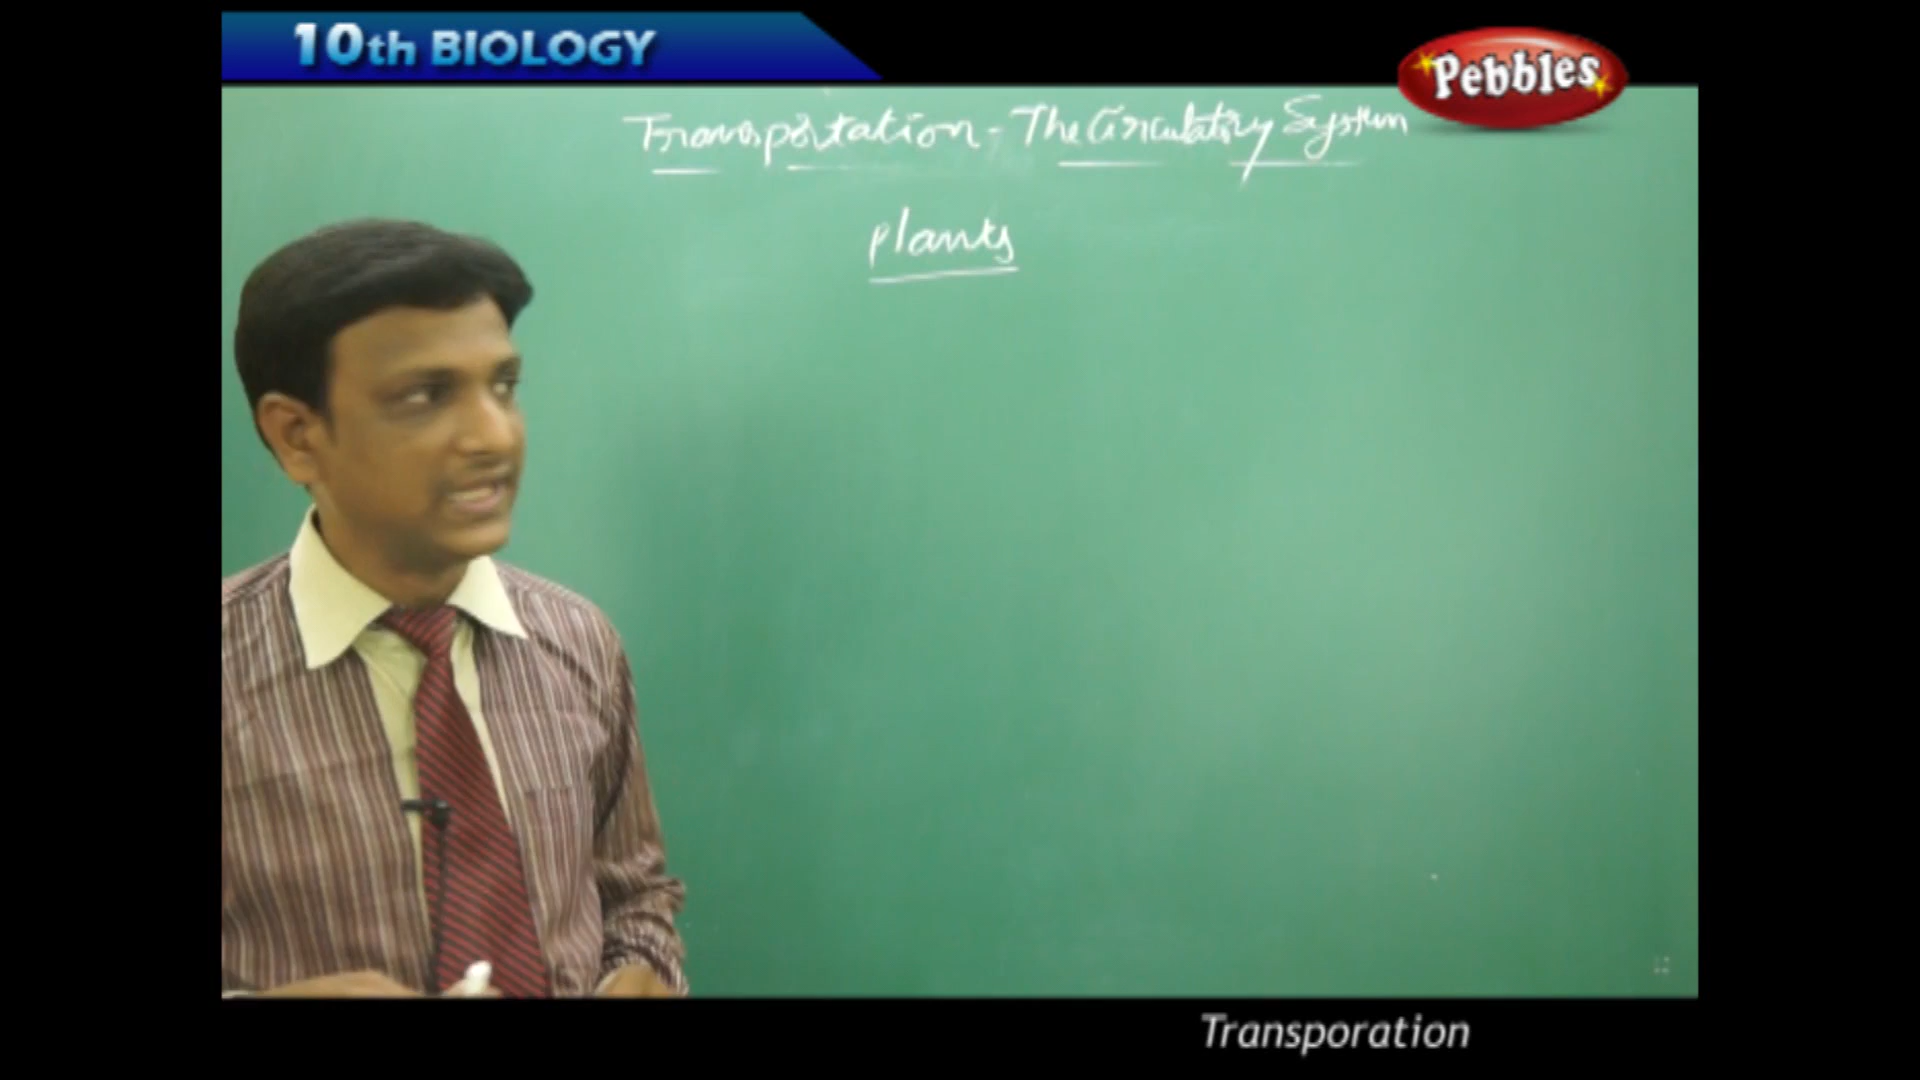 10th BIOLOGY
Pebbles
Transportation - The Circulatory System
plants
Transporation